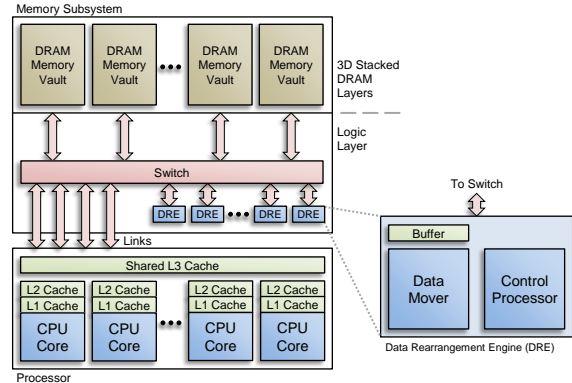 Memory Subsystem
DRAM
Memory
Vault
DRAM
Memory
Vault
DRAM
Memory
Vault
DRAM
Memory
Vault
3D Stacked
DRAM
Layers
Logic
Layer
Switch
DRE
DRE
DRE
DRE
Links
Shared L3 Cache
L2 Cache
L1 Cache
CPU
Core
L2 Cache
L1 Cache
CPU
Core
L2 Cache
L1 Cache
CPU
Core
L2 Cache
L1 Cache
CPU
Core
Processor
To Switch
Buffer
Data
Mover
Control
Processor
Data Rearrangement Engine (DRE)